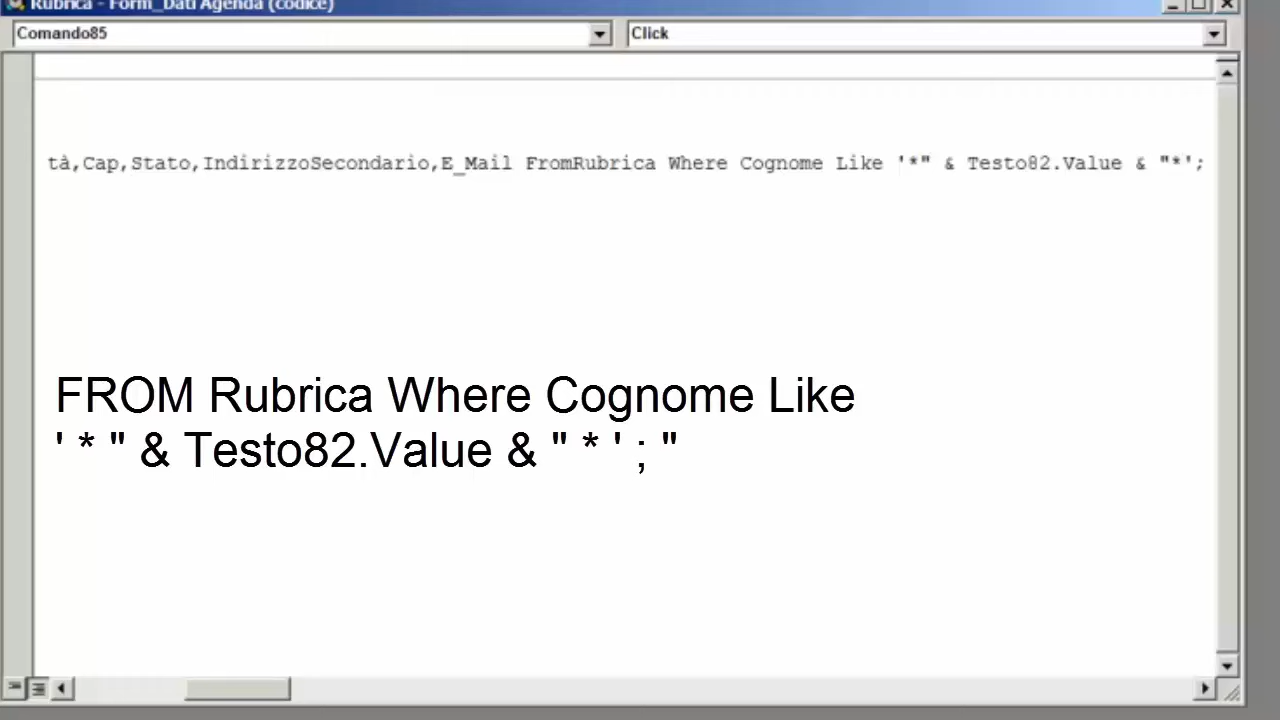 Rubrica - Form_Dati Agenda (codice)
Comando85
Click
tà,Cap,Stato,IndirizzoSecondario,E_Mail FromRubrica Where Cognome Like '*" & Testo82.Value & "*';
FROM Rubrica Where Cognome Like
' * " & Testo82.Value & " * ' ; "